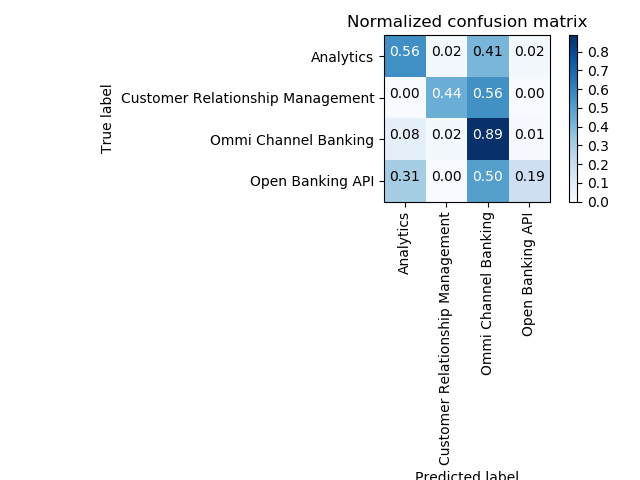 Normalized confusion matrix
True label
Analytics 0.56 0.02 0.41 0.02
Customer Relationship Management 0.00 0.44 0.56 0.00
Ommi Channel Banking 0.08 0.02 0.89 0.01
Open Banking API 0.31 0.00 0.50 0.19
Analytics
Customer Relationship Management
Ommi Channel Banking
Open Banking API
Predicted label
0.8
0.7
0.6
0.5
0.4
0.3
0.2
0.1
0.0